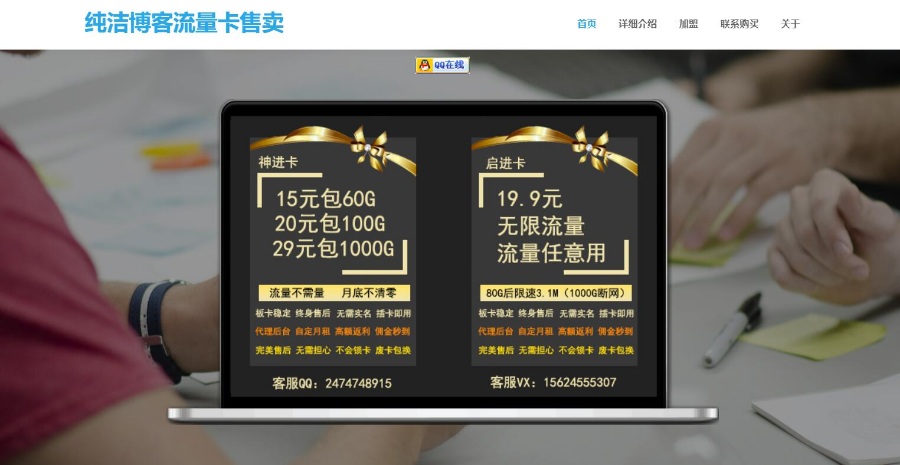 纯洁博客流量卡售卖
首页 详细介绍 加盟 联系购买 关于
QQ在线
神进卡
15元包60G
20元包100G
29元包1000G
流量不需量 月底不清零
板卡稳定 终身售后 无需实名 插卡即用
代理后台 自定月租 高额返利 佣金秒到
完美售后 无需担心 不会锁卡 废卡包换
客服QQ：2474748915
启进卡
19.9元
无限流量
流量任意用
80G后限速3.1M（1000G断网）
板卡稳定 终身售后 无需实名 插卡即用
代理后台 自定月租 高额返利 佣金秒到
完美售后 无需担心 不会锁卡 废卡包换
客服VX：15624555307